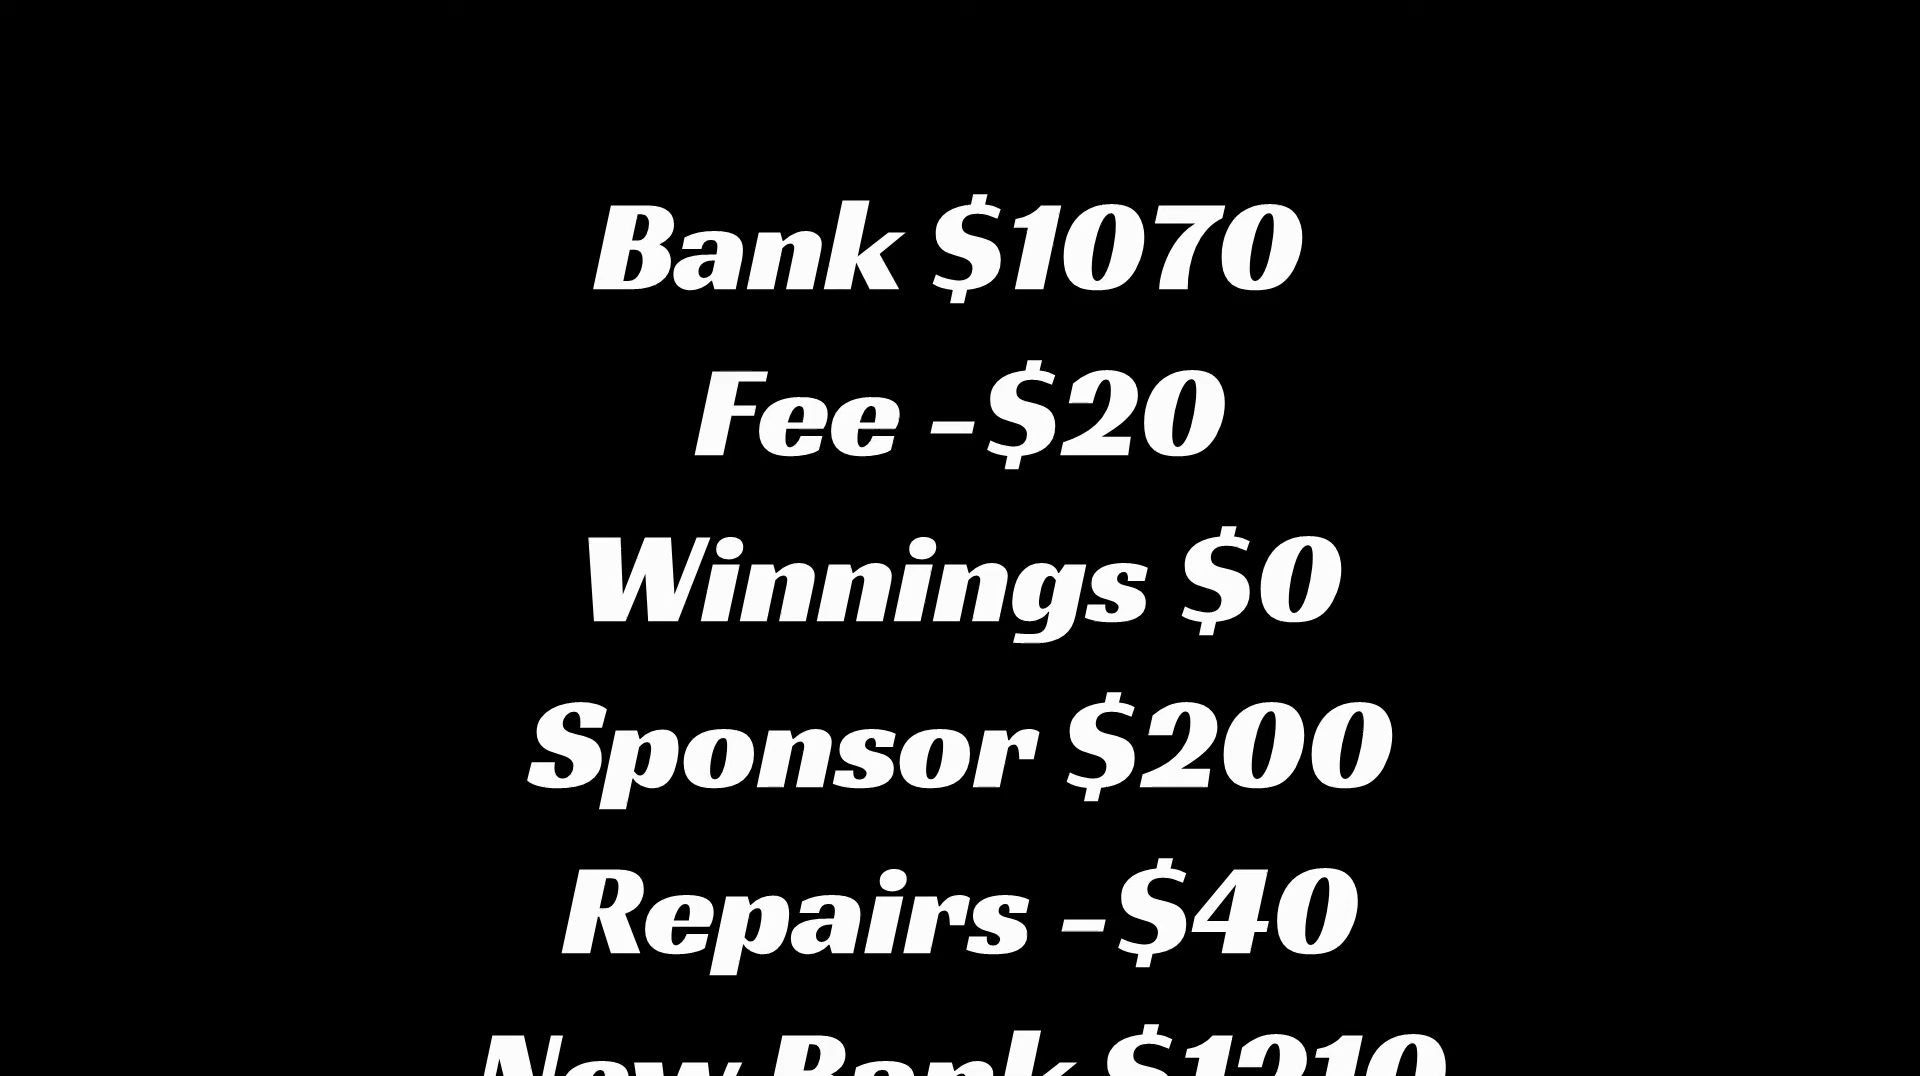 Bank $1070
Fee -$20
Winnings $0
Sponsor $200
Repairs -$40
New Bank $1210